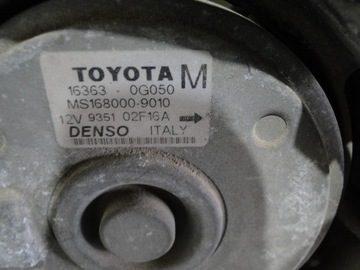 TOYOTA M
16363 - 0G050
MS168000-9010
12V 9351 02F16A
DENSO ITALY